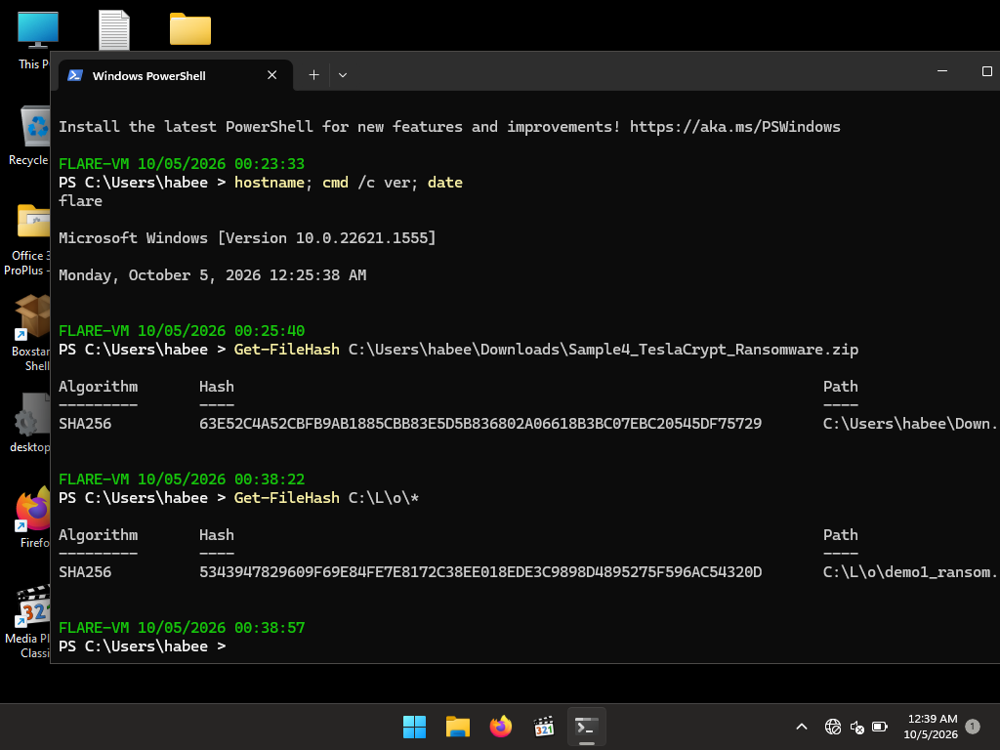 This P
Windows PowerShell
Install the latest PowerShell for new features and improvements! https://aka.ms/PSWindows
FLARE-VM 10/05/2026 00:23:33
PS C:\Users\habee > hostname; cmd /c ver; date
flare
Microsoft Windows [Version 10.0.22621.1555]
Monday, October 5, 2026 12:25:38 AM
FLARE-VM 10/05/2026 00:25:40
PS C:\Users\habee > Get-FileHash C:\Users\habee\Downloads\Sample4_TeslaCrypt_Ransomware.zip
Algorithm Hash Path
--------- ---- ----
SHA256 63E52C4A52CBFB9AB1885CBB83E5D5B836802A06618B3BC07EBC20545DF75729 C:\Users\habee\Down.
FLARE-VM 10/05/2026 00:38:22
PS C:\Users\habee > Get-FileHash C:\L\o\*
Algorithm Hash Path
--------- ---- ----
SHA256 5343947829609F69E84FE7E8172C38EE018EDE3C9898D4895275F596AC54320D C:\L\o\demo1_ransom.
FLARE-VM 10/05/2026 00:38:57
PS C:\Users\habee >
Recycle
Office 3
ProPlus -
Boxstar
Shell
desktop
Firefo
321
Media Pl
Classi
321
12:39 AM
10/5/2026
1